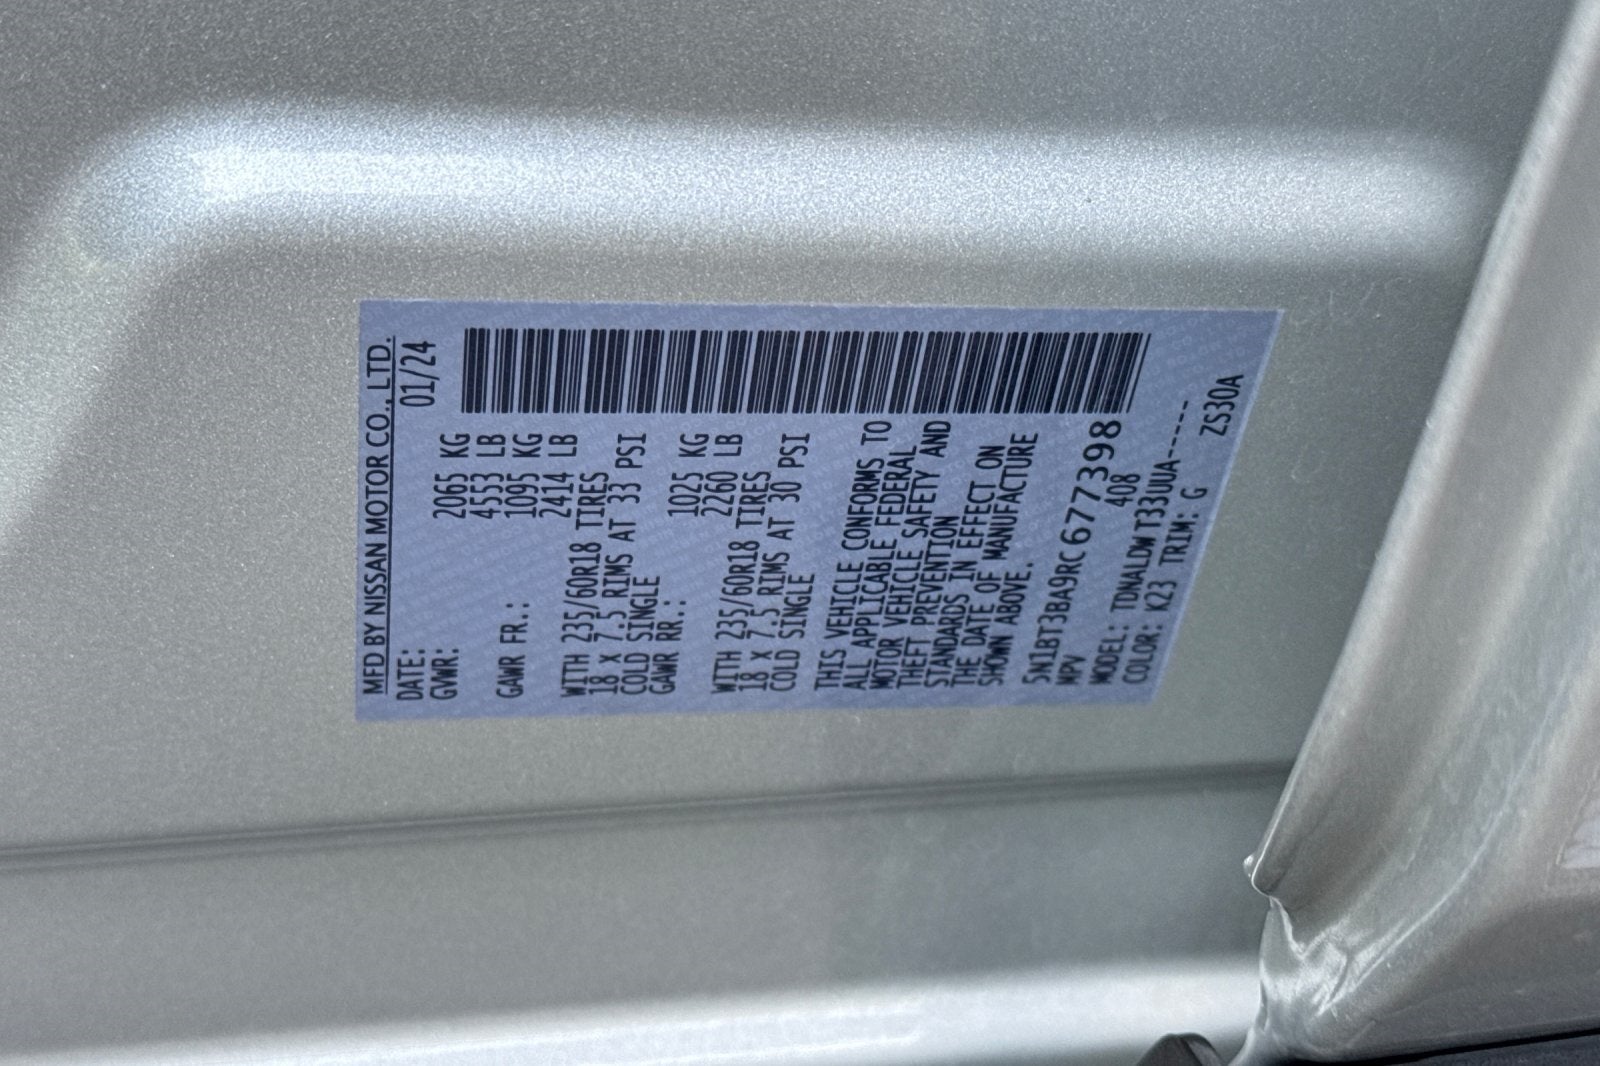 MFD BY NISSAN MOTOR CO., LTD.
DATE: 01/24
GVWR: 2065 KG
4553 LB
GAWR FR.: 1095 KG
2414 LB
WITH 235/60R18 TIRES
18 X 7.5 RIMS AT 33 PSI
COLD SINGLE
GAWR RR.: 1025 KG
2260 LB
WITH 235/60R18 TIRES
18 X 7.5 RIMS AT 30 PSI
COLD SINGLE
THIS VEHICLE CONFORMS TO
ALL APPLICABLE FEDERAL
MOTOR VEHICLE SAFETY AND
THEFT PREVENTION
STANDARDS IN EFFECT ON
THE DATE OF MANUFACTURE
SHOWN ABOVE.
5N1BT3BA9RC677398
MPV 408
MODEL: TDNALDW T33UUA-----
COLOR: K23 TRIM: G ZS30A